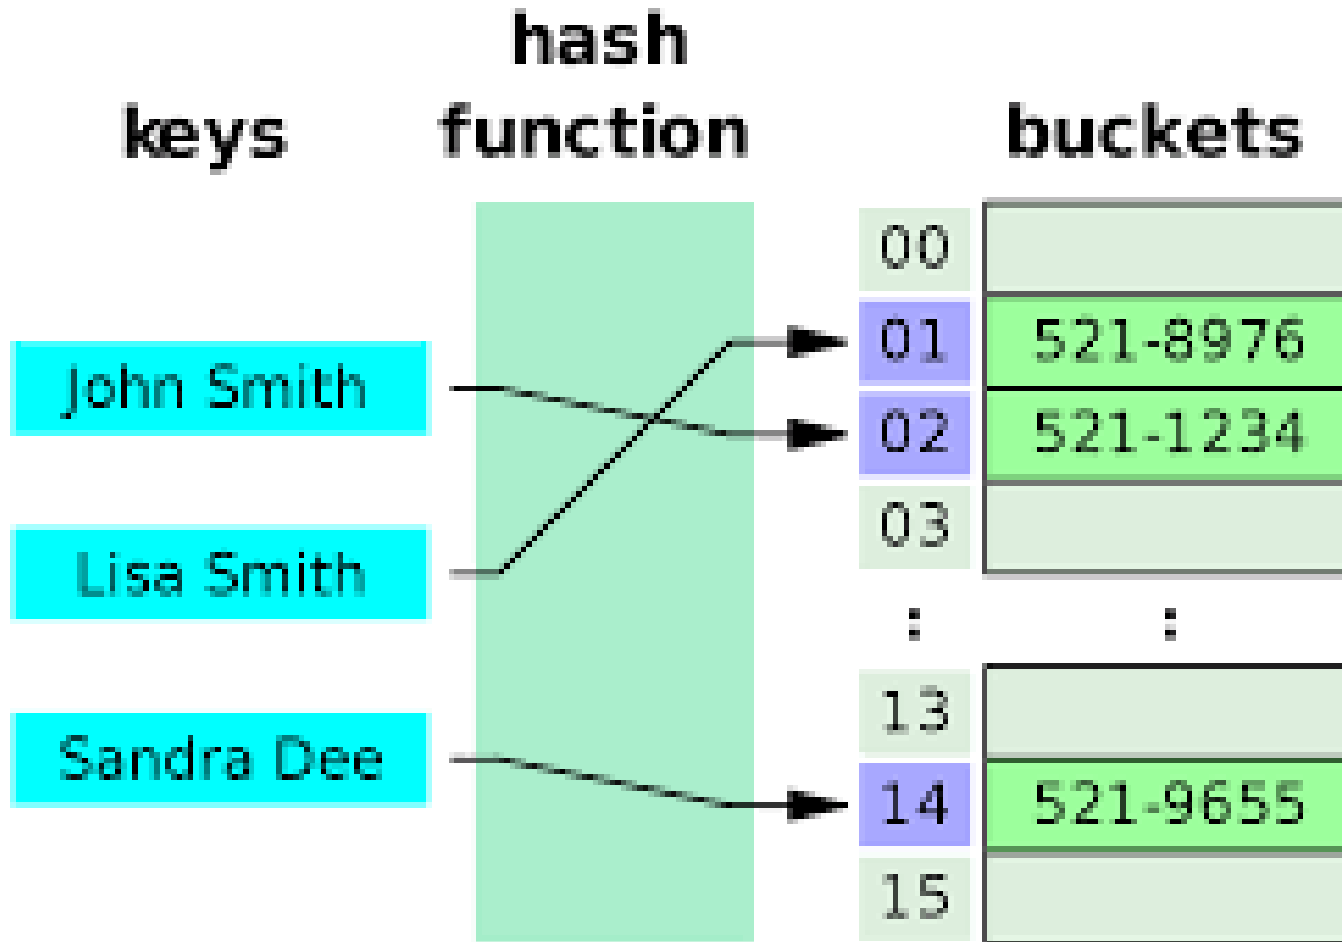 hash
keys function buckets
00
01 521-8976
John Smith
02 521-1234
03
Lisa Smith
: :
13
Sandra Dee
14 521-9655
15